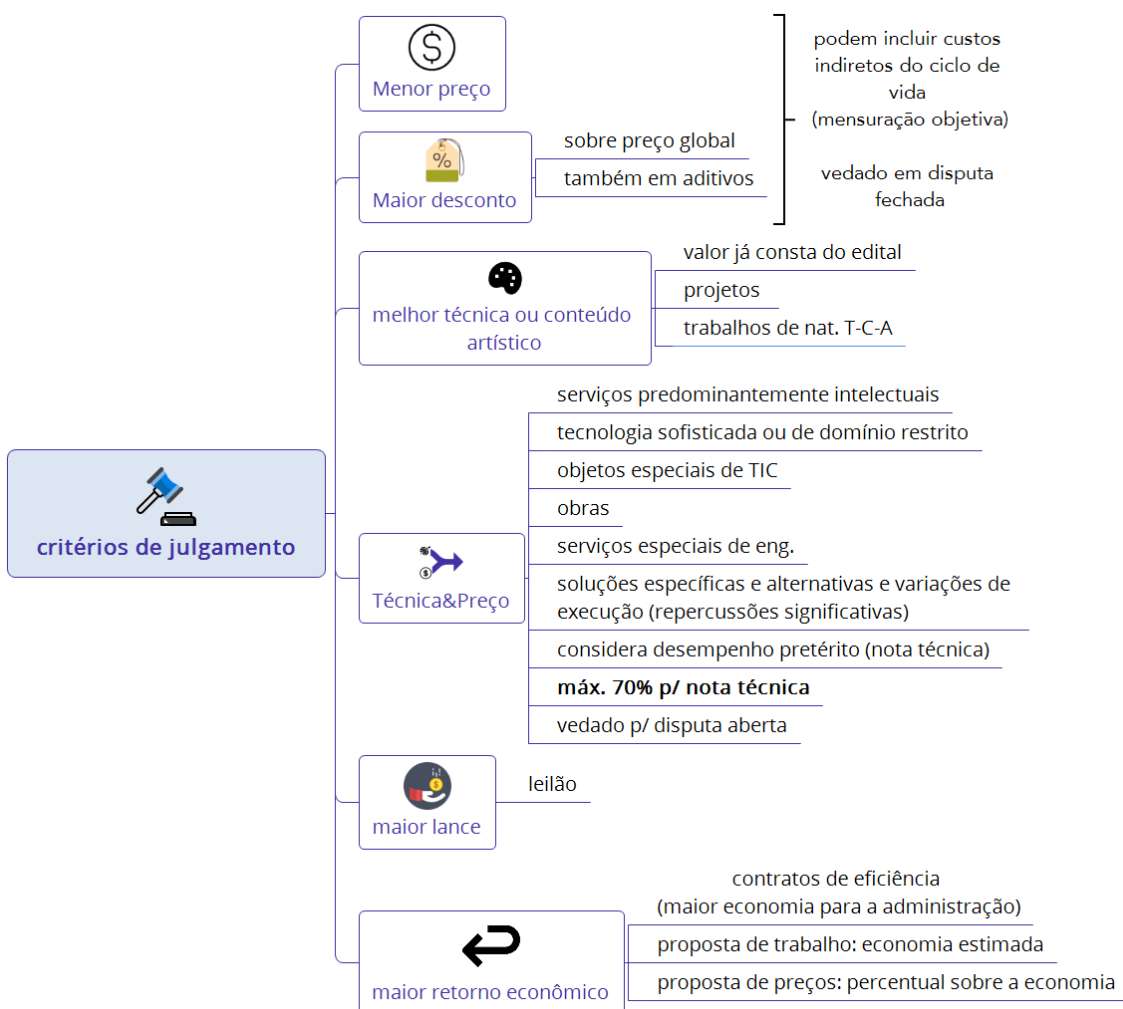 critérios de julgamento
Menor preço
Maior desconto
sobre preço global
também em aditivos
podem incluir custos
indiretos do ciclo de
vida
(mensuração objetiva)
vedado em disputa
fechada
melhor técnica ou conteúdo
artístico
valor já consta do edital
projetos
trabalhos de nat. T-C-A
Técnica&Preço
serviços predominantemente intelectuais
tecnologia sofisticada ou de domínio restrito
objetos especiais de TIC
obras
serviços especiais de eng.
soluções específicas e alternativas e variações de
execução (repercussões significativas)
considera desempenho pretérito (nota técnica)
máx. 70% p/ nota técnica
vedado p/ disputa aberta
maior lance
leilão
maior retorno econômico
contratos de eficiência
(maior economia para a administração)
proposta de trabalho: economia estimada
proposta de preços: percentual sobre a economia